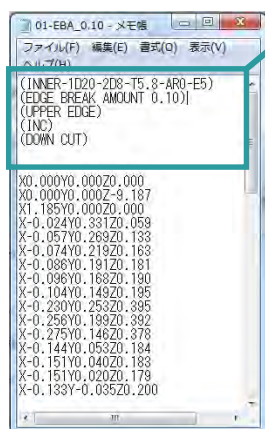 01-EBA_0.10 - メモ帳
ファイル(F) 編集(E) 書式(O) 表示(V)
ヘルプ(H)
(INNER-1D20-2D8-T5.8-AR0-E5)
(EDGE BREAK AMOUNT 0.10)
(UPPER EDGE)
(INC)
(DOWN CUT)
X0.000Y0.000Z0.000
X0.000Y0.000Z-9.187
X1.185Y0.000Z0.000
X-0.024Y0.331Z0.059
X-0.057Y0.269Z0.133
X-0.074Y0.219Z0.163
X-0.086Y0.191Z0.181
X-0.096Y0.168Z0.190
X-0.104Y0.149Z0.195
X-0.230Y0.253Z0.395
X-0.256Y0.199Z0.392
X-0.275Y0.146Z0.378
X-0.144Y0.053Z0.184
X-0.151Y0.040Z0.183
X-0.151Y0.020Z0.179
X-0.133Y-0.035Z0.200